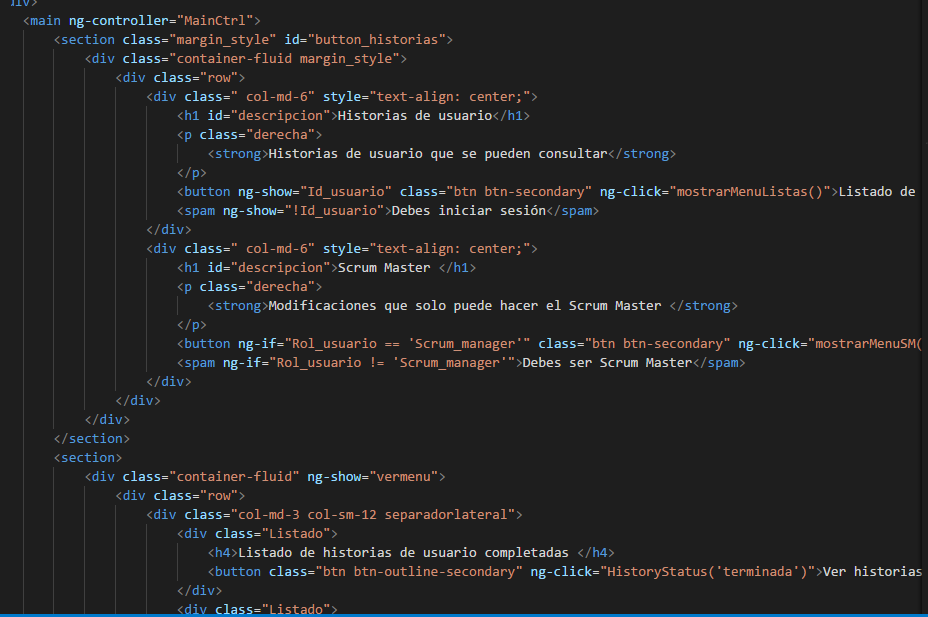 div>
<main ng-controller="MainCtrl">
<section class="margin_style" id="button_historias">
<div class="container-fluid margin_style">
<div class="row">
<div class=" col-md-6" style="text-align: center;">
<h1 id="descripcion">Historias de usuario</h1>
<p class="derecha">
<strong>Historias de usuario que se pueden consultar</strong>
</p>
<button ng-show="Id_usuario" class="btn btn-secondary" ng-click="mostrarMenuListas()">Listado de
<spam ng-show="!Id_usuario">Debes iniciar sesión</spam>
</div>
<div class=" col-md-6" style="text-align: center;">
<h1 id="descripcion">Scrum Master </h1>
<p class="derecha">
<strong>Modificaciones que solo puede hacer el Scrum Master </strong>
</p>
<button ng-if="Rol_usuario == 'Scrum_manager'" class="btn btn-secondary" ng-click="mostrarMenuSM(
<spam ng-if="Rol_usuario != 'Scrum_manager'">Debes ser Scrum Master</spam>
</div>
</div>
</div>
</section>
<section>
<div class="container-fluid" ng-show="vermenu">
<div class="row">
<div class="col-md-3 col-sm-12 separadorlateral">
<div class="Listado">
<h4>Listado de historias de usuario completadas </h4>
<button class="btn btn-outline-secondary" ng-click="HistoryStatus('terminada')">Ver historias
</div>
<div class="Listado">